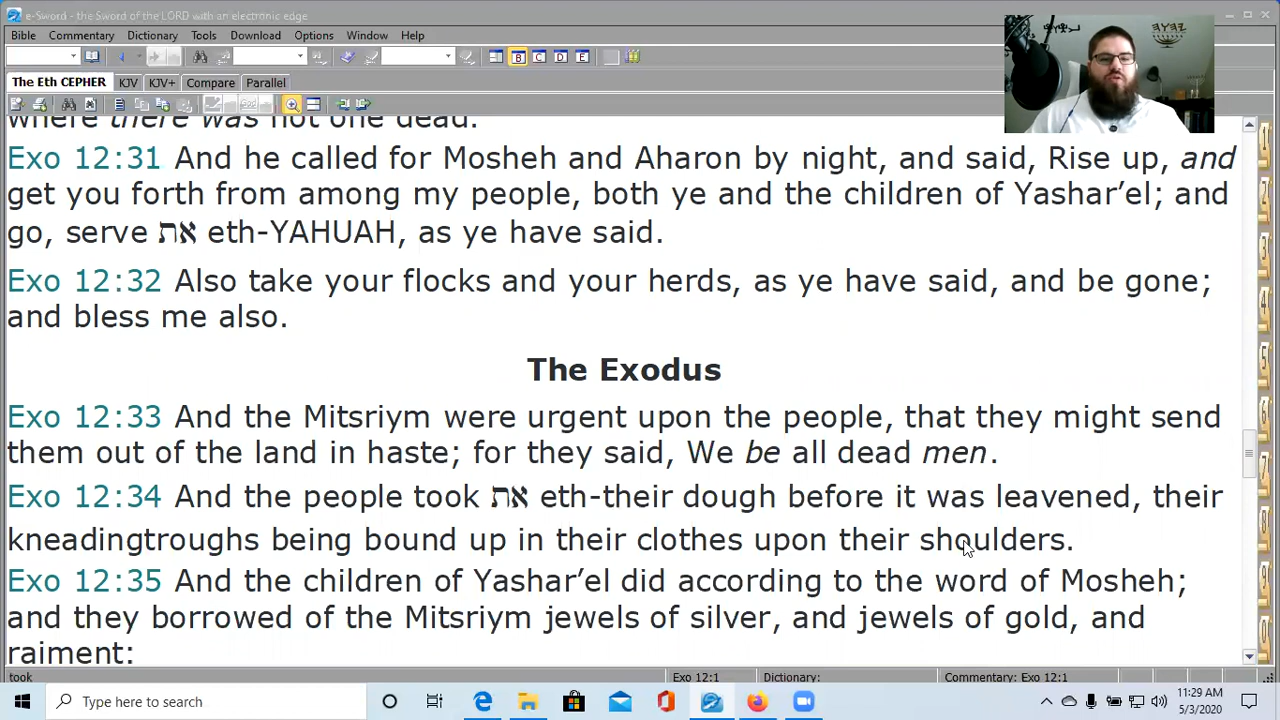 e-Sword - the Sword of the LORD with an electronic edge
Bible Commentary Dictionary Tools Download Options Window Help
B C D E
The Eth CEPHER KJV KJV+ Compare Parallel
where there was not one dead.
Exo 12:31 And he called for Mosheh and Aharon by night, and said, Rise up, and
get you forth from among my people, both ye and the children of Yashar’el; and
go, serve את eth-YAHUAH, as ye have said.
Exo 12:32 Also take your flocks and your herds, as ye have said, and be gone;
and bless me also.
The Exodus
Exo 12:33 And the Mitsriym were urgent upon the people, that they might send
them out of the land in haste; for they said, We be all dead men.
Exo 12:34 And the people took את eth-their dough before it was leavened, their
kneadingtroughs being bound up in their clothes upon their shoulders.
Exo 12:35 And the children of Yashar’el did according to the word of Mosheh;
and they borrowed of the Mitsriym jewels of silver, and jewels of gold, and
raiment:
took Exo 12:1 Dictionary: Commentary: Exo 12:1
Type here to search
11:29 AM
5/3/2020